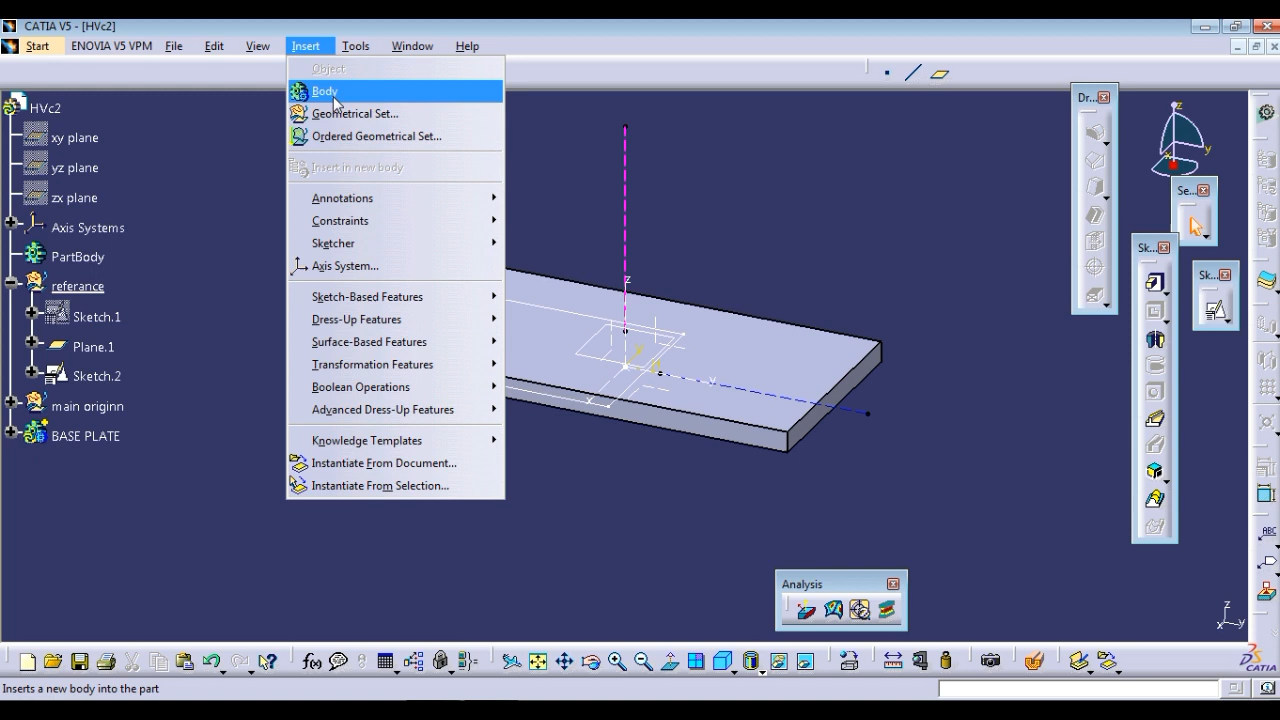 CATIA V5 - [HVc2]
Start ENOVIA V5 VPM File Edit View Insert Tools Window Help
Object
Body
Geometrical Set...
Ordered Geometrical Set...
Insert in new body
Annotations
Constraints
Sketcher
Axis System...
Sketch-Based Features
Dress-Up Features
Surface-Based Features
Transformation Features
Boolean Operations
Advanced Dress-Up Features
Knowledge Templates
Instantiate From Document...
Instantiate From Selection...
HVc2
xy plane
yz plane
zx plane
Axis Systems
PartBody
referance
Sketch.1
Plane.1
Sketch.2
main originn
BASE PLATE
z
y
x
Dr...
z
y
x
Se...
Sk...
Sk...
Analysis
ABC
z
x y
f(x)
CATIA
Inserts a new body into the part